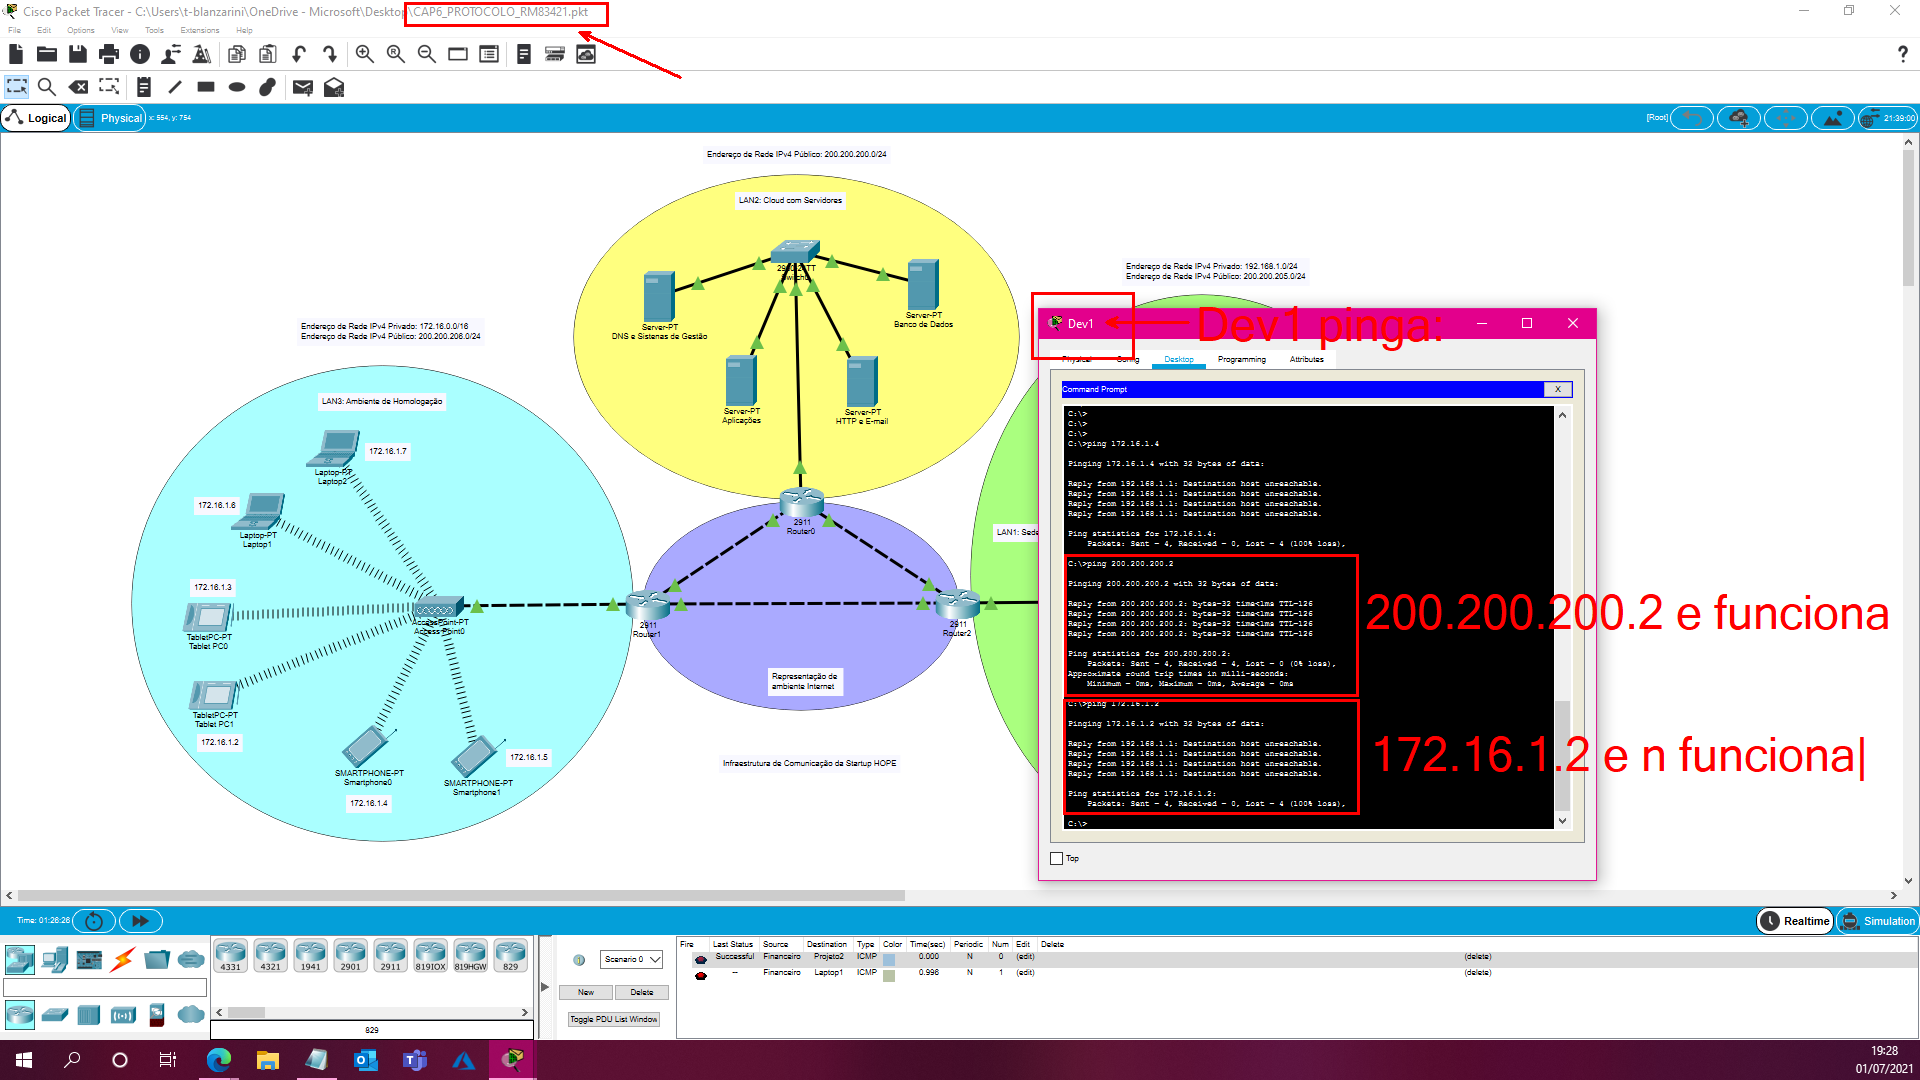 Cisco Packet Tracer - C:\Users\t-blanzarini\OneDrive - Microsoft\Desktop\CAP6_PROTOCOLO_RM83421.pkt
File Edit Options View Tools Extensions Help
Logical Physical x: 554, y: 754
[Root] 21:39:00
Endereço de Rede IPv4 Público: 200.200.200.0/24
LAN2: Cloud com Servidores
Server-PT
DNS e Sistenas de Gestão
Server-PT
Banco de Dados
Server-PT
Aplicações
Server-PT
HTTP e E-mail
Endereço de Rede IPv4 Privado: 192.168.1.0/24
Endereço de Rede IPv4 Público: 200.200.205.0/24
Endereço de Rede IPv4 Privado: 172.16.0.0/16
Endereço de Rede IPv4 Público: 200.200.206.0/24
LAN3: Ambiente de Homologação
172.16.1.7
Laptop-PT
Laptop2
172.16.1.6
Laptop-PT
Laptop1
172.16.1.3
TabletPC-PT
Tablet PC0
TabletPC-PT
Tablet PC1
172.16.1.2
SMARTPHONE-PT
Smartphone0
172.16.1.4
172.16.1.5
SMARTPHONE-PT
Smartphone1
AccessPoint-PT
Access Point0
2911
Router0
2911
Router1
2911
Router2
LAN1: Sede
Representação de
ambiente Internet
Infraestrutura de Comunicação da Startup HOPE
Dev1
Dev1 pinga:
Physical Config Desktop Programming Attributes
Command Prompt X
C:\>
C:\>
C:\>
C:\>ping 172.16.1.4
Pinging 172.16.1.4 with 32 bytes of data:
Reply from 192.168.1.1: Destination host unreachable.
Reply from 192.168.1.1: Destination host unreachable.
Reply from 192.168.1.1: Destination host unreachable.
Reply from 192.168.1.1: Destination host unreachable.
Ping statistics for 172.16.1.4:
Packets: Sent = 4, Received = 0, Lost = 4 (100% loss),
C:\>ping 200.200.200.2
Pinging 200.200.200.2 with 32 bytes of data:
Reply from 200.200.200.2: bytes=32 time<1ms TTL=126
Reply from 200.200.200.2: bytes=32 time<1ms TTL=126
Reply from 200.200.200.2: bytes=32 time<1ms TTL=126
Reply from 200.200.200.2: bytes=32 time<1ms TTL=126
Ping statistics for 200.200.200.2:
Packets: Sent = 4, Received = 4, Lost = 0 (0% loss),
Approximate round trip times in milli-seconds:
Minimum = 0ms, Maximum = 0ms, Average = 0ms
200.200.200.2 e funciona
C:\>ping 172.16.1.2
Pinging 172.16.1.2 with 32 bytes of data:
Reply from 192.168.1.1: Destination host unreachable.
Reply from 192.168.1.1: Destination host unreachable.
Reply from 192.168.1.1: Destination host unreachable.
Reply from 192.168.1.1: Destination host unreachable.
Ping statistics for 172.16.1.2:
Packets: Sent = 4, Received = 0, Lost = 4 (100% loss),
C:\>
172.16.1.2 e n funciona|
Top
Time: 01:26:26
Realtime Simulation
4331 4321 1941 2901 2911 819IOX 819HGW 829
829
Scenario 0
New Delete
Toggle PDU List Window
Fire Last Status Source Destination Type Color Time(sec) Periodic Num Edit Delete
Successful Financeiro Projeto2 ICMP 0.000 N 0 (edit) (delete)
-- Financeiro Laptop1 ICMP 0.996 N 1 (edit) (delete)
19:28
01/07/2021